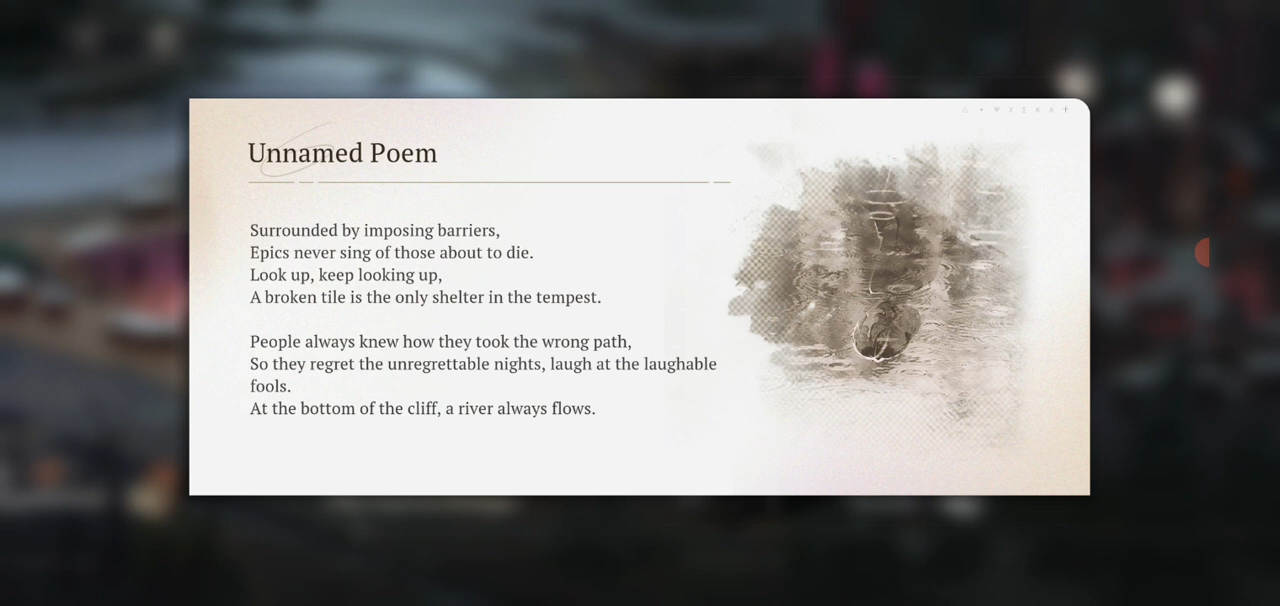 Unnamed Poem
Surrounded by imposing barriers,
Epics never sing of those about to die.
Look up, keep looking up,
A broken tile is the only shelter in the tempest.
People always knew how they took the wrong path,
So they regret the unregrettable nights, laugh at the laughable
fools.
At the bottom of the cliff, a river always flows.